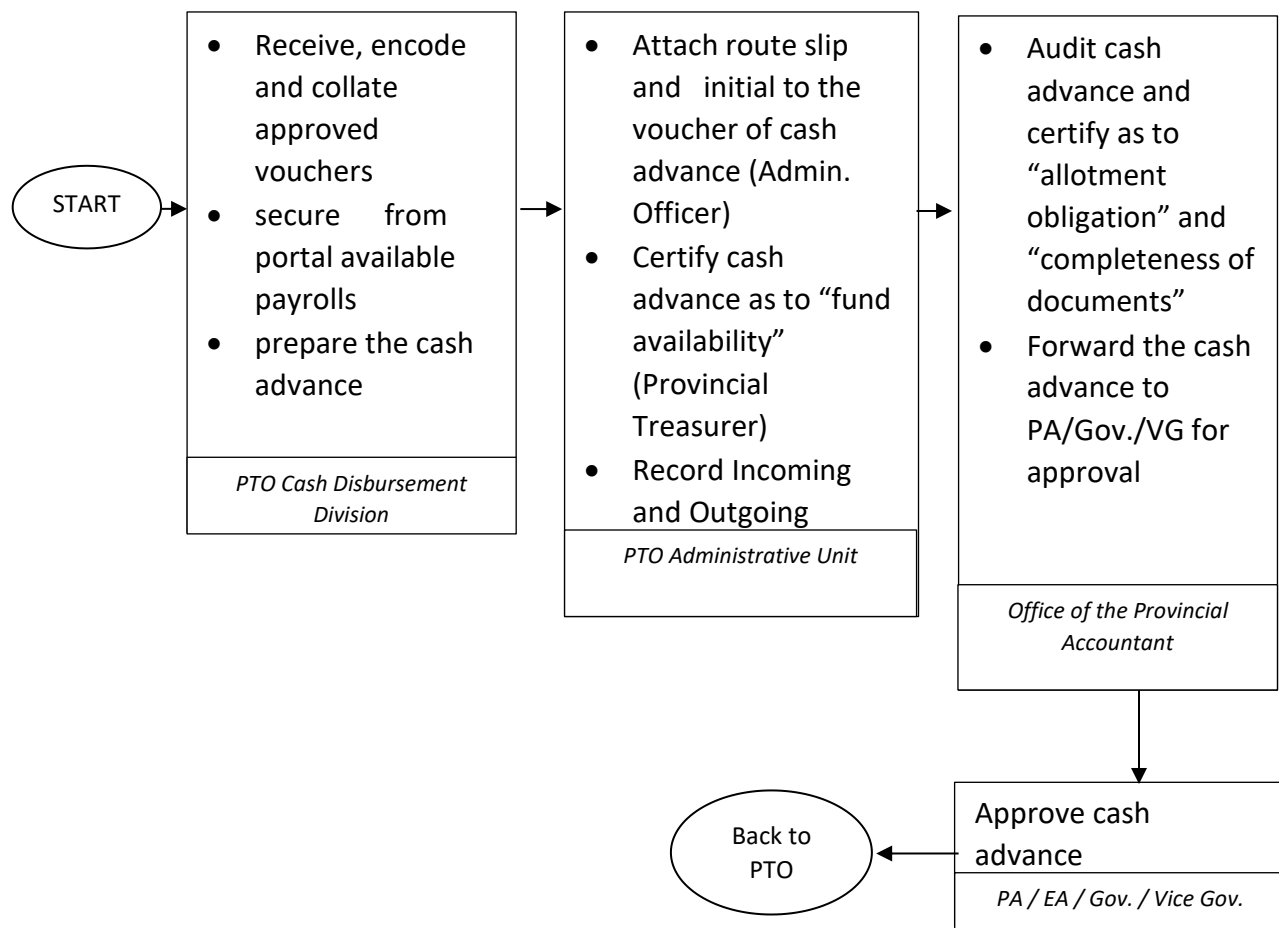 START
• Receive, encode
and collate
approved
vouchers
• secure from
portal available
payrolls
• prepare the cash
advance
PTO Cash Disbursement
Division
• Attach route slip
and initial to the
voucher of cash
advance (Admin.
Officer)
• Certify cash
advance as to “fund
availability”
(Provincial
Treasurer)
• Record Incoming
and Outgoing
PTO Administrative Unit
• Audit cash
advance and
certify as to
“allotment
obligation” and
“completeness of
documents”
• Forward the cash
advance to
PA/Gov./VG for
approval
Office of the Provincial
Accountant
Approve cash
advance
PA / EA / Gov. / Vice Gov.
Back to
PTO